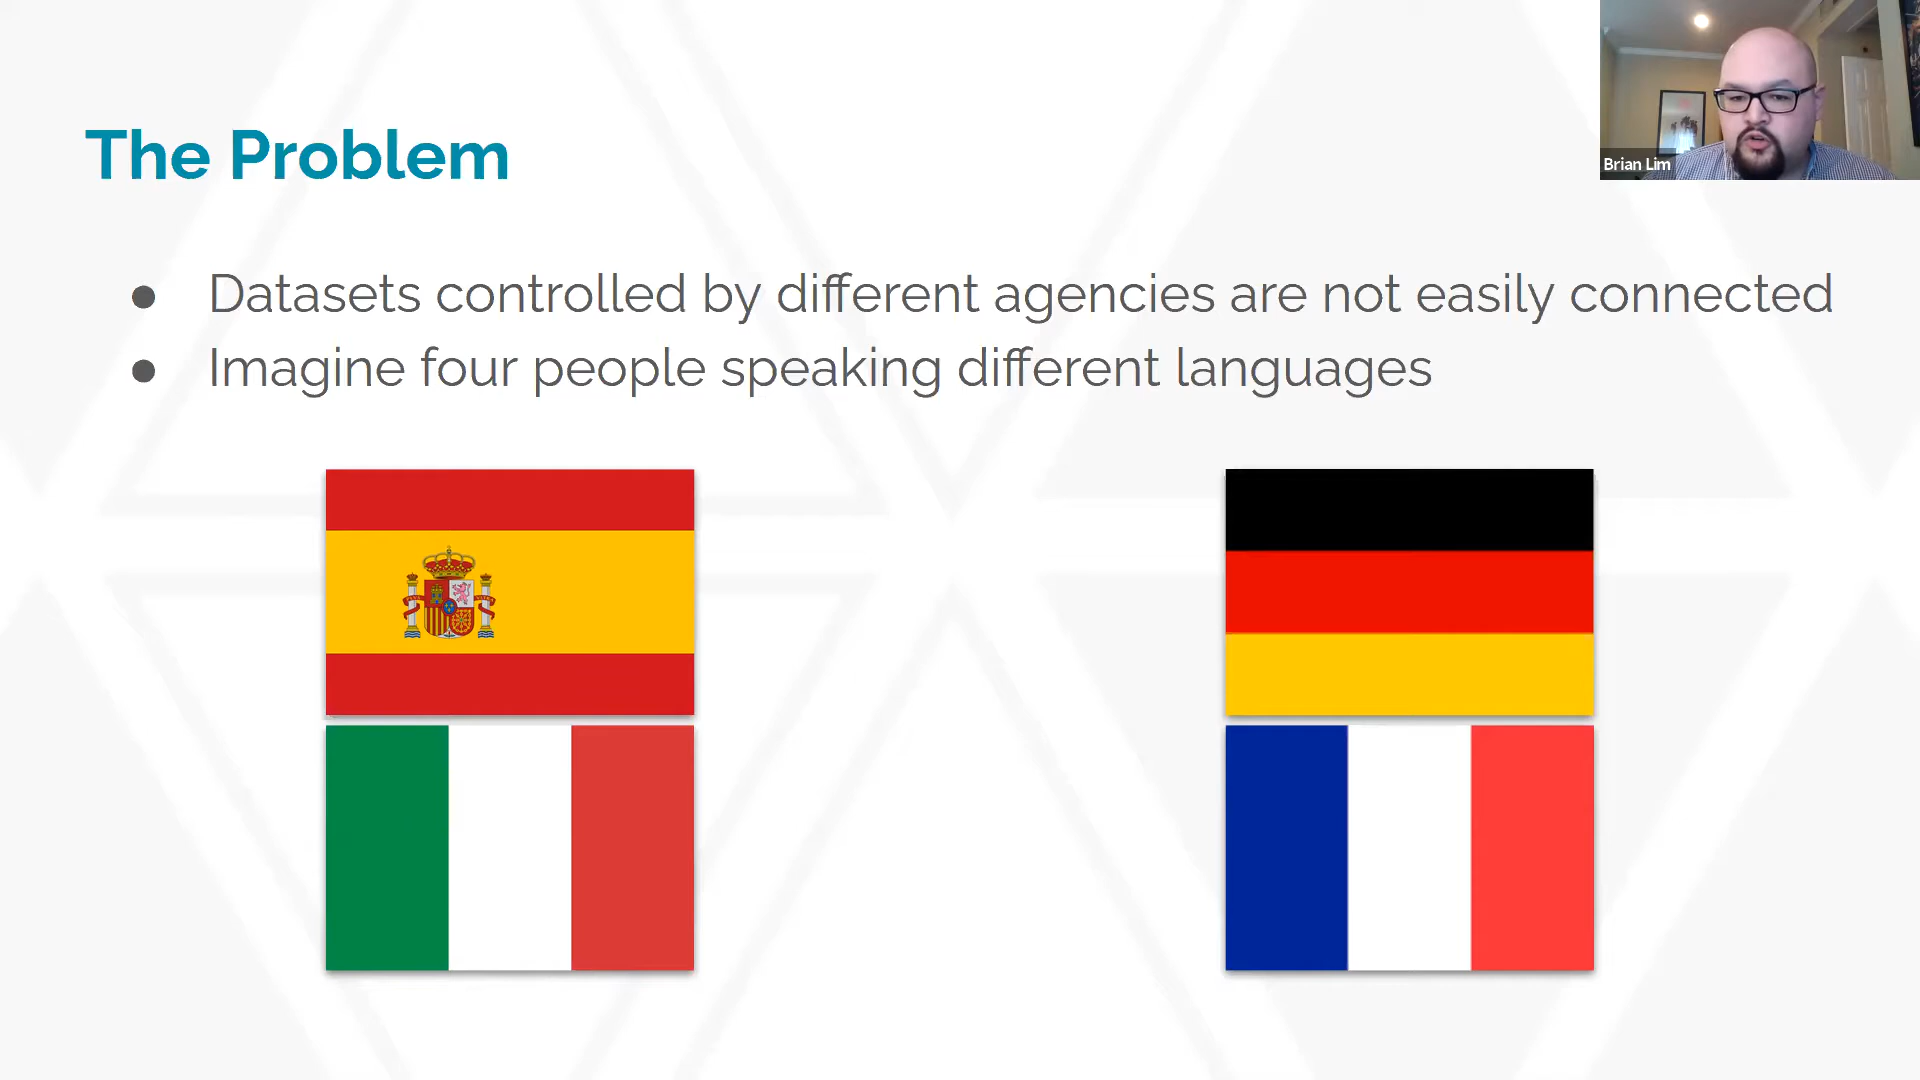 The Problem
Brian Lim
● Datasets controlled by different agencies are not easily connected
● Imagine four people speaking different languages